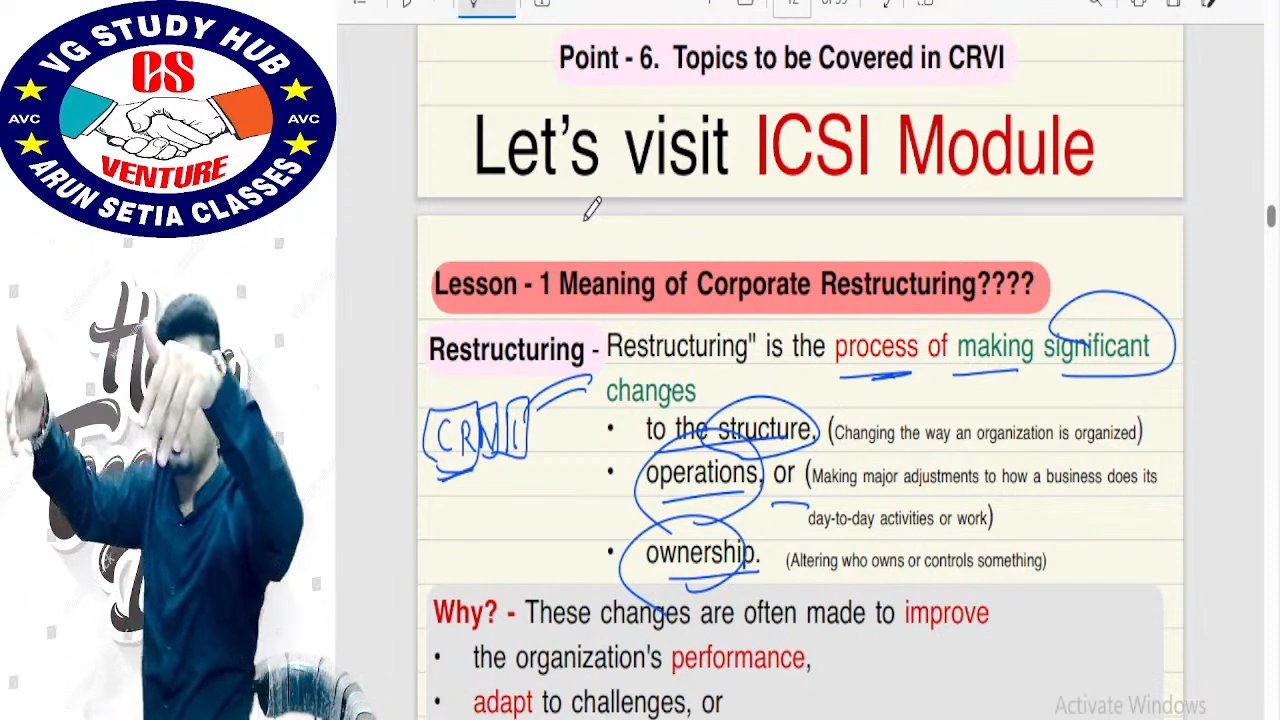 VG STUDY HUB
CS
AVC
AVC
VENTURE
ARUN SETIA CLASSES
Point - 6. Topics to be Covered in CRVI
Let's visit ICSI Module
Lesson - 1 Meaning of Corporate Restructuring????
Restructuring - Restructuring" is the process of making significant
changes
• to the structure, (Changing the way an organization is organized)
CRVI
• operations, or (Making major adjustments to how a business does its
day-to-day activities or work)
• ownership. (Altering who owns or controls something)
Why? - These changes are often made to improve
• the organization's performance,
• adapt to challenges, or
Activate Windows